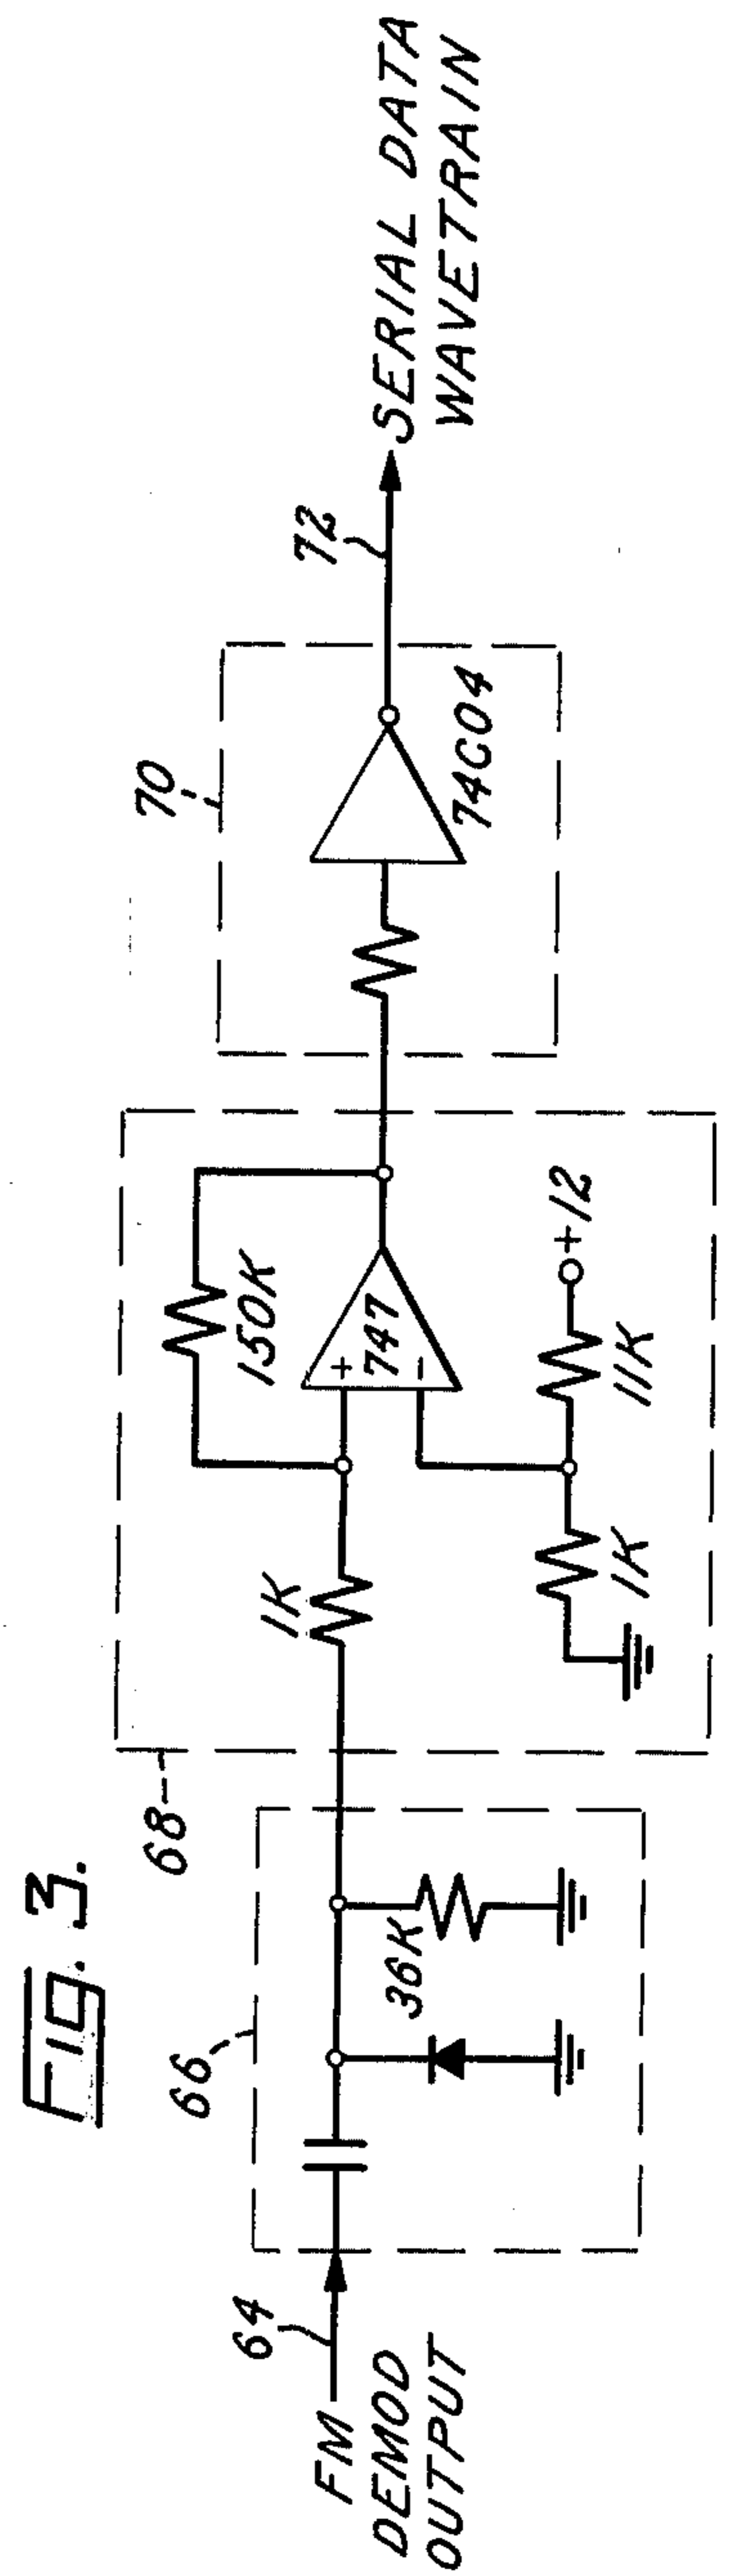 Fig. 3.
FM
DEMOD
OUTPUT
64
66
36K
68
1K
150K
+
747
-
1K
11K
+12
70
74C04
72
SERIAL DATA
WAVETRAIN